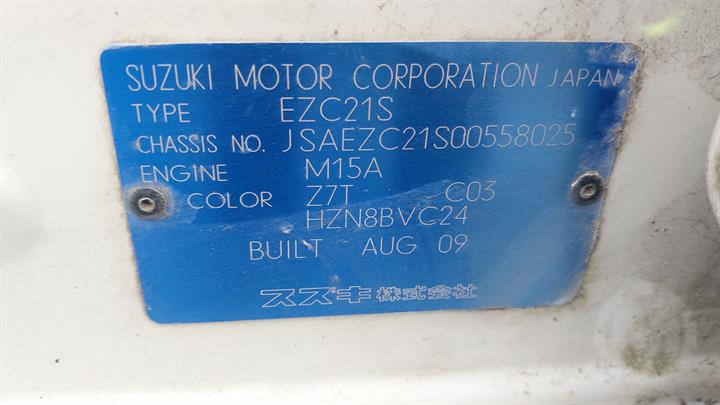 SUZUKI MOTOR CORPORATION JAPAN
TYPE EZC21S
CHASSIS NO. JSAEZC21S00558025
ENGINE M15A
COLOR Z7T C03
HZN8BVC24
BUILT AUG 09
スズキ株式会社